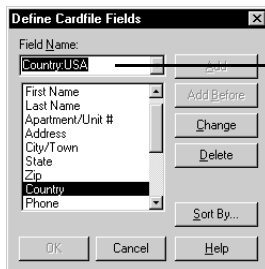 Define Cardfile Fields
Field Name:
Country:USA
Add
First Name
Last Name
Apartment/Unit #
Address
City/Town
State
Zip
Country
Phone
Add Before
Change
Delete
Sort By...
OK
Cancel
Help